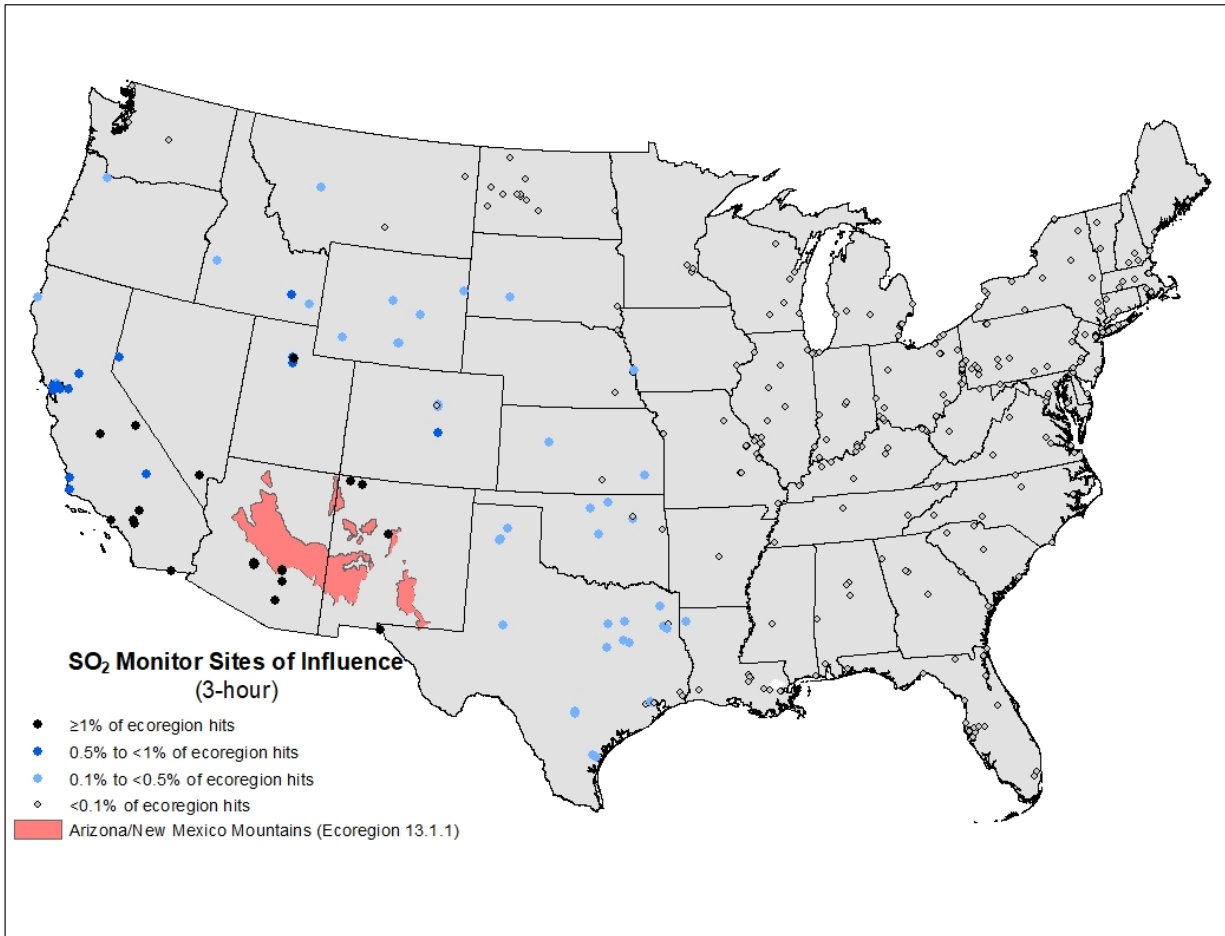 SO₂ Monitor Sites of Influence
(3-hour)
≥1% of ecoregion hits
0.5% to <1% of ecoregion hits
0.1% to <0.5% of ecoregion hits
<0.1% of ecoregion hits
Arizona/New Mexico Mountains (Ecoregion 13.1.1)